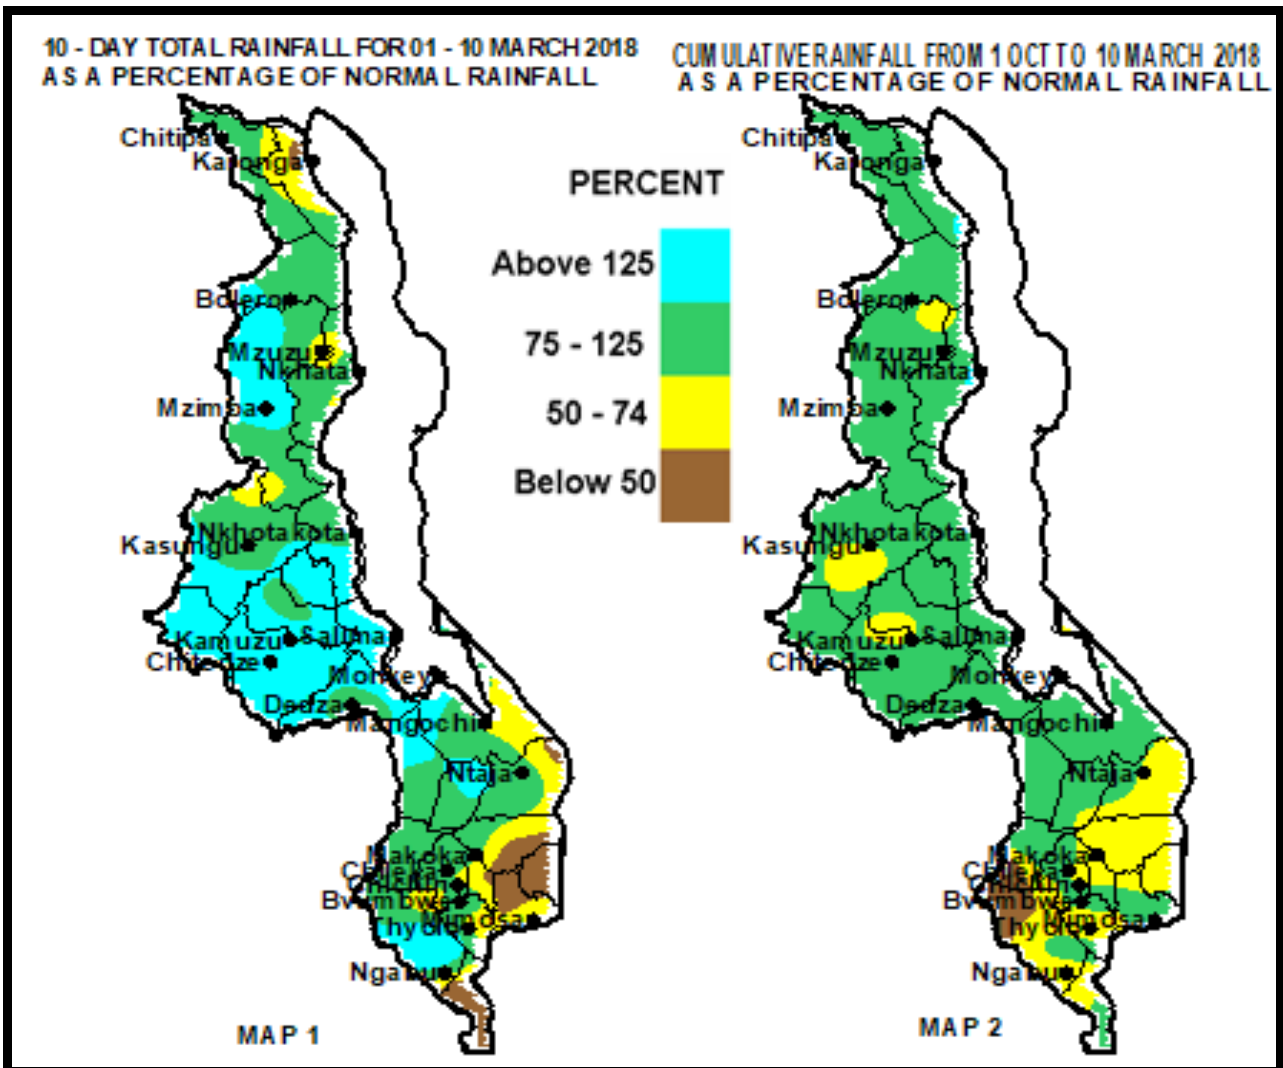 10 - DAY TOTAL RAINFALL FOR 01 - 10 MARCH 2018
AS A PERCENTAGE OF NORMAL RAINFALL
CUMULATIVE RAINFALL FROM 1 OCT TO 10 MARCH 2018
AS A PERCENTAGE OF NORMAL RAINFALL
PERCENT
Above 125
75 - 125
50 - 74
Below 50
Chitipa
Karonga
Bolero
Mzuzu
Nkhata
Mzimba
Nkhotakota
Kasungu
Kamuzu
Salima
Chitedze
Monkey
Dedza
Mangochi
Ntaja
Makoka
Chileka
Chichiri
Bvumbwe
Mimosa
Thyolo
Ngabu
MAP 1
Chitipa
Karonga
Bolero
Mzuzu
Nkhata
Mzimba
Nkhotakota
Kasungu
Kamuzu
Salima
Chitedze
Monkey
Dedza
Mangochi
Ntaja
Makoka
Chileka
Chichiri
Bvumbwe
Mimosa
Thyolo
Ngabu
MAP 2